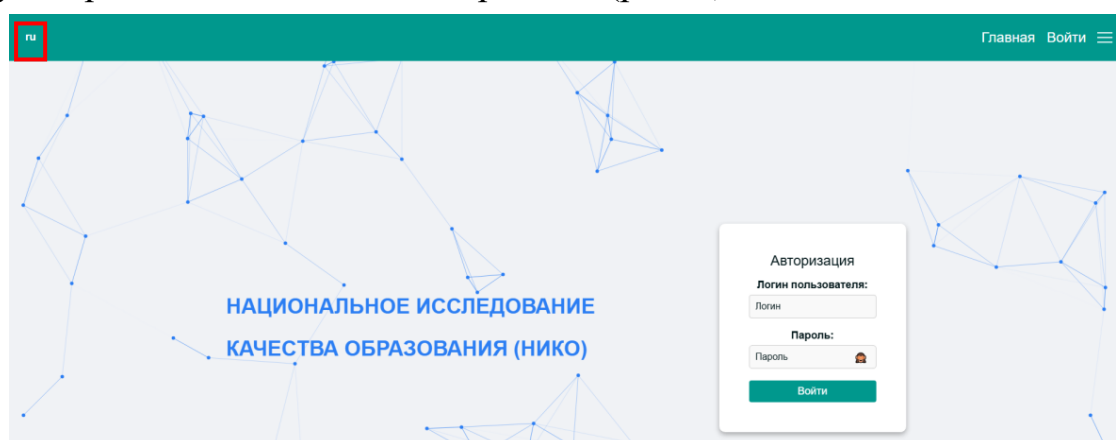 ru
Главная Войти
НАЦИОНАЛЬНОЕ ИССЛЕДОВАНИЕ
КАЧЕСТВА ОБРАЗОВАНИЯ (НИКО)
Авторизация
Логин пользователя:
Логин
Пароль:
Пароль
Войти